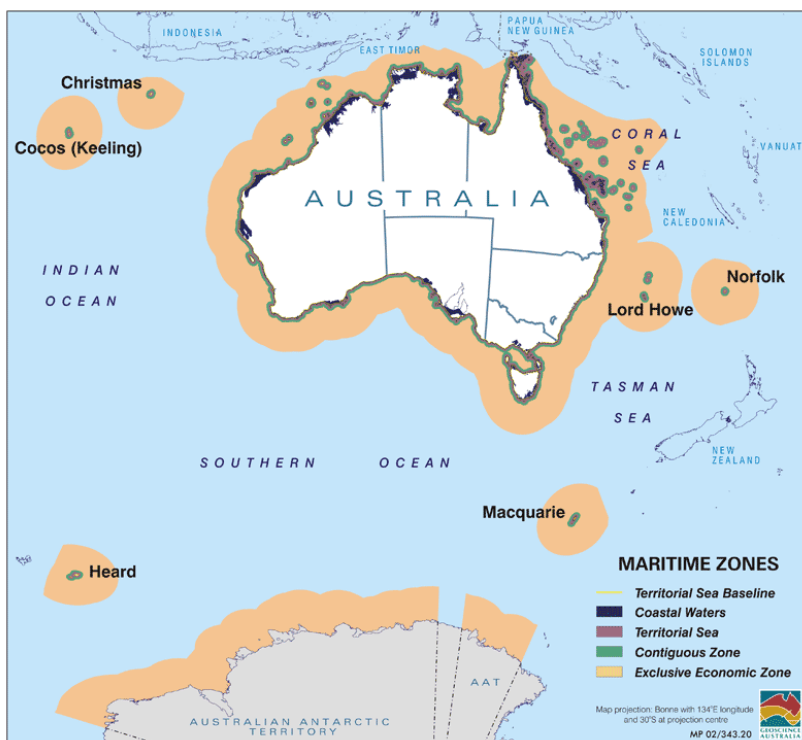 INDONESIA
EAST TIMOR
PAPUA
NEW GUINEA
SOLOMON
ISLANDS
Christmas
Cocos (Keeling)
CORAL
SEA
VANUAT
AUSTRALIA
NEW
CALEDONIA
INDIAN
OCEAN
Norfolk
Lord Howe
TASMAN
SEA
SOUTHERN OCEAN
NEW
ZEALAND
Macquarie
Heard
AAT
AUSTRALIAN ANTARCTIC
TERRITORY
MARITIME ZONES
Territorial Sea Baseline
Coastal Waters
Territorial Sea
Contiguous Zone
Exclusive Economic Zone
Map projection: Bonne with 134°E longitude
and 30°S at projection centre
MP 02/343.20
GEOSCIENCE
AUSTRALIA